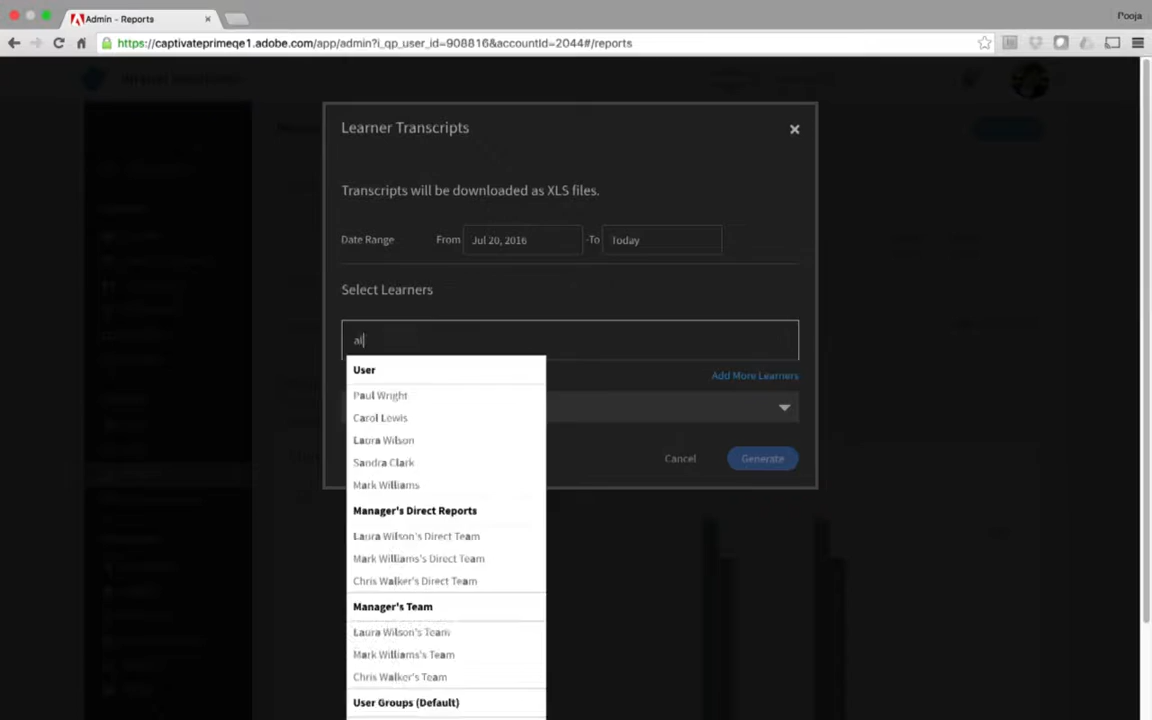 Admin - Reports
Pooja
https://captivateprimeqe1.adobe.com/app/admin?i_qp_user_id=908816&accountId=2044#/reports
Learner Transcripts
Transcripts will be downloaded as XLS files.
Date Range From Jul 20, 2016 -To Today
Select Learners
al
User
Paul Wright
Add More Learners
Carol Lewis
Laura Wilson
Sandra Clark
Cancel Generate
Mark Williams
Manager's Direct Reports
Laura Wilson's Direct Team
Mark Williams's Direct Team
Chris Walker's Direct Team
Manager's Team
Laura Wilson's Team
Mark Williams's Team
Chris Walker's Team
User Groups (Default)